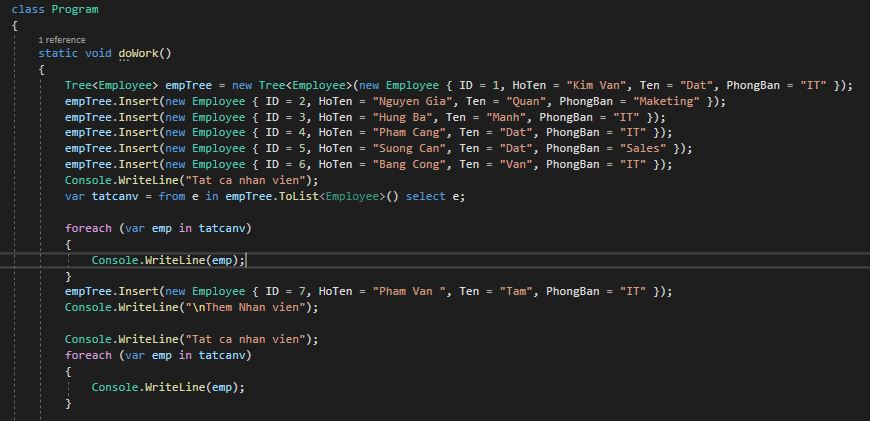 class Program
{
1 reference
static void doWork()
{
Tree<Employee> empTree = new Tree<Employee>(new Employee { ID = 1, HoTen = "Kim Van", Ten = "Dat", PhongBan = "IT" });
empTree.Insert(new Employee { ID = 2, HoTen = "Nguyen Gia", Ten = "Quan", PhongBan = "Maketing" });
empTree.Insert(new Employee { ID = 3, HoTen = "Hung Ba", Ten = "Manh", PhongBan = "IT" });
empTree.Insert(new Employee { ID = 4, HoTen = "Pham Cang", Ten = "Dat", PhongBan = "IT" });
empTree.Insert(new Employee { ID = 5, HoTen = "Suong Can", Ten = "Dat", PhongBan = "Sales" });
empTree.Insert(new Employee { ID = 6, HoTen = "Bang Cong", Ten = "Van", PhongBan = "IT" });
Console.WriteLine("Tat ca nhan vien");
var tatcanv = from e in empTree.ToList<Employee>() select e;
foreach (var emp in tatcanv)
{
Console.WriteLine(emp);
}
empTree.Insert(new Employee { ID = 7, HoTen = "Pham Van ", Ten = "Tam", PhongBan = "IT" });
Console.WriteLine("\nThem Nhan vien");
Console.WriteLine("Tat ca nhan vien");
foreach (var emp in tatcanv)
{
Console.WriteLine(emp);
}